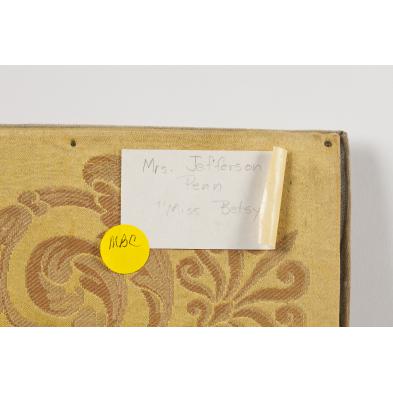 Mrs. Jefferson
Penn
"Miss Betsy
MBC